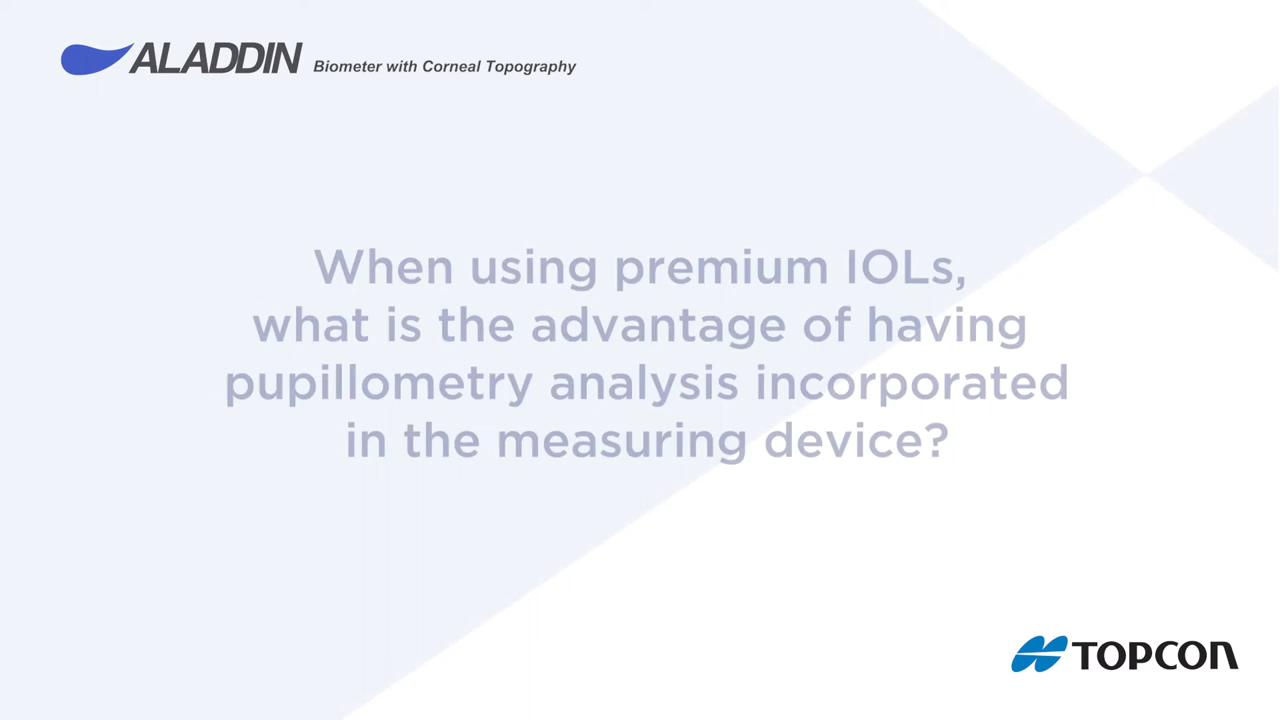 ALADDIN Biometer with Corneal Topography
When using premium IOLs,
what is the advantage of having
pupillometry analysis incorporated
in the measuring device?
TOPCON